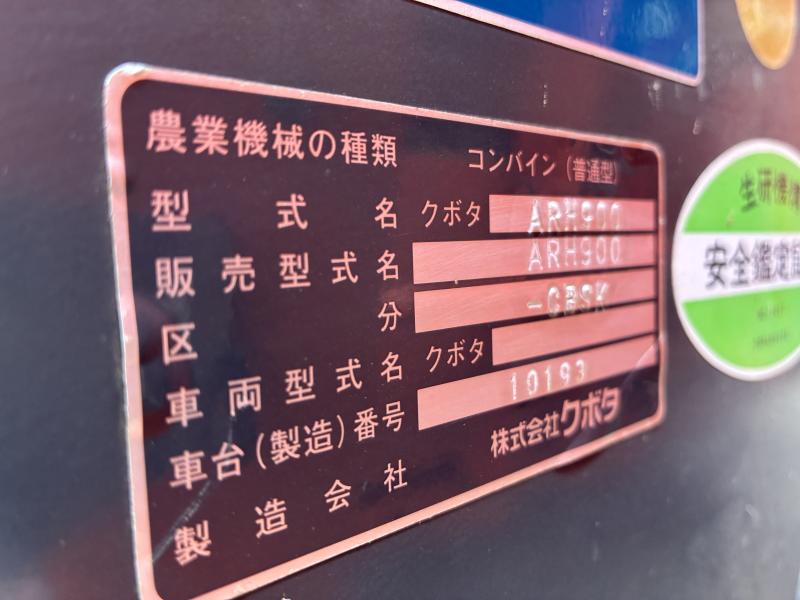 農業機械の種類 コンバイン(普通型)
型式名 クボタ ARH900
販売型式名 ARH900
区分 -CBSK
車両型式名 クボタ
車台(製造)番号 10193
製造会社 株式会社クボタ
生研機構
安全鑑定証